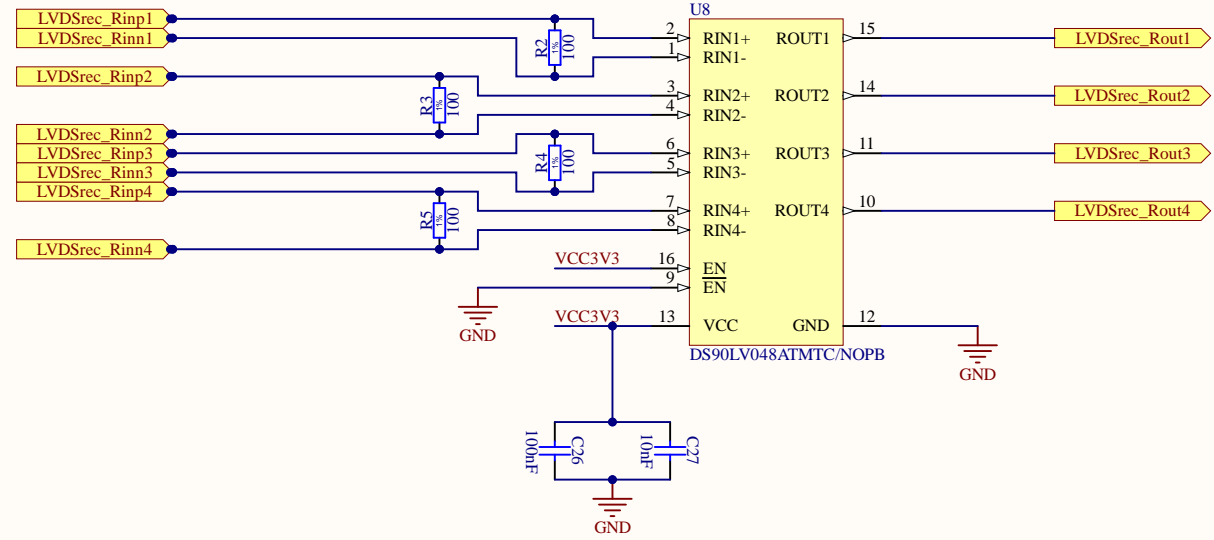 U8
LVDSrec_Rinp1
LVDSrec_Rinn1
LVDSrec_Rinp2
LVDSrec_Rinn2
LVDSrec_Rinp3
LVDSrec_Rinn3
LVDSrec_Rinp4
LVDSrec_Rinn4
R2 1% 100
R3 1% 100
R4 1% 100
R5 1% 100
2 RIN1+ ROUT1 15 LVDSrec_Rout1
1 RIN1-
3 RIN2+ ROUT2 14 LVDSrec_Rout2
4 RIN2-
6 RIN3+ ROUT3 11 LVDSrec_Rout3
5 RIN3-
7 RIN4+ ROUT4 10 LVDSrec_Rout4
8 RIN4-
VCC3V3 16 EN
9 EN
GND
VCC3V3 13 VCC GND 12
DS90LV048ATMTC/NOPB
GND
C26 100nF
C27 10nF
GND